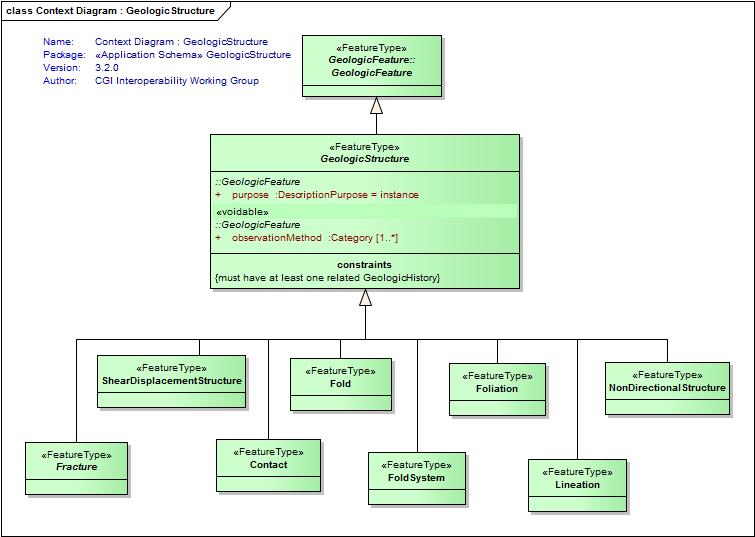 class Context Diagram : GeologicStructure
Name: Context Diagram : GeologicStructure
Package: «Application Schema» GeologicStructure
Version: 3.2.0
Author: CGI Interoperability Working Group
«FeatureType»
GeologicFeature::
GeologicFeature
«FeatureType»
GeologicStructure
::GeologicFeature
+ purpose :DescriptionPurpose = instance
«voidable»
::GeologicFeature
+ observationMethod :Category [1..*]
constraints
{must have at least one related GeologicHistory}
«FeatureType»
ShearDisplacementStructure
«FeatureType»
Fold
«FeatureType»
Foliation
«FeatureType»
NonDirectionalStructure
«FeatureType»
Fracture
«FeatureType»
Contact
«FeatureType»
FoldSystem
«FeatureType»
Lineation